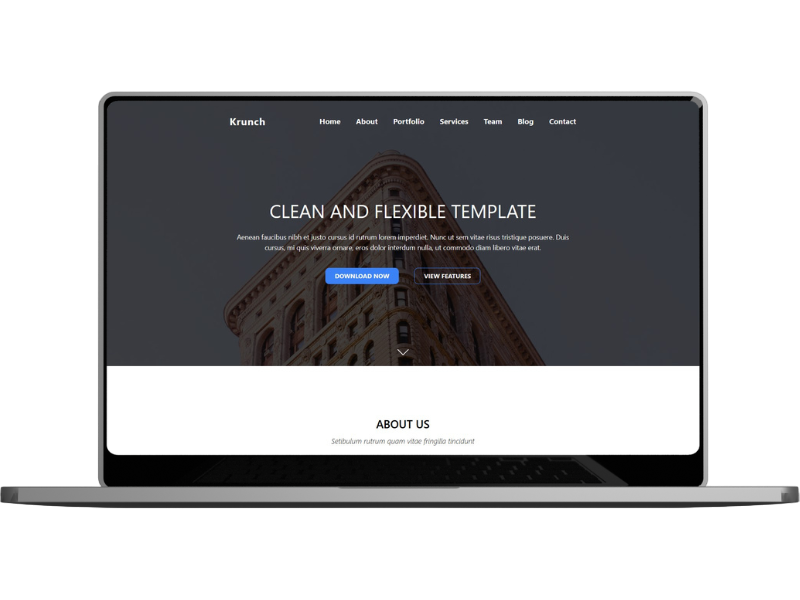 Krunch Home About Portfolio Services Team Blog Contact
CLEAN AND FLEXIBLE TEMPLATE
Aenean faucibus nibh et justo cursus id rutrum lorem imperdiet. Nunc ut sem vitae risus tristique posuere. Duis
cursus, mi quis viverra ornare, eros dolor interdum nulla, ut commodo diam libero vitae erat.
DOWNLOAD NOW VIEW FEATURES
ABOUT US
Setibulum rutrum quam vitae fringilla tincidunt